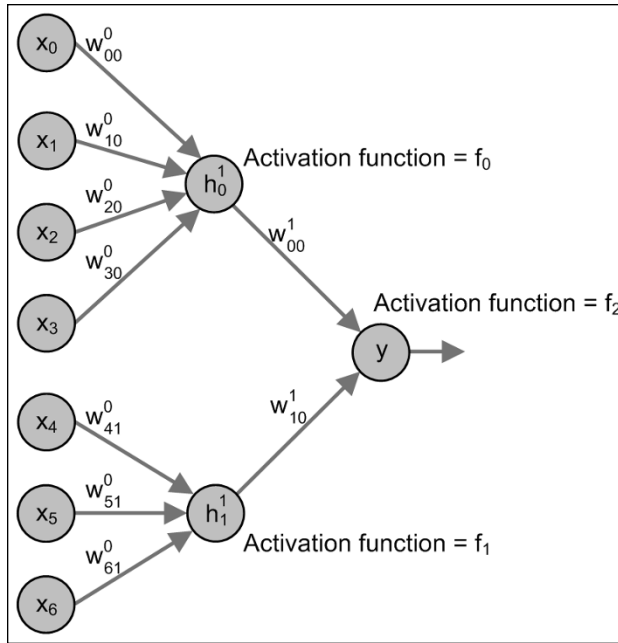 x₀
w⁰₀₀
x₁
w⁰₁₀
Activation function = f₀
h¹₀
w⁰₂₀
x₂
w¹₀₀
w⁰₃₀
Activation function = f₂
x₃
y
w¹₁₀
x₄
w⁰₄₁
w⁰₅₁
x₅
h¹₁
Activation function = f₁
w⁰₆₁
x₆